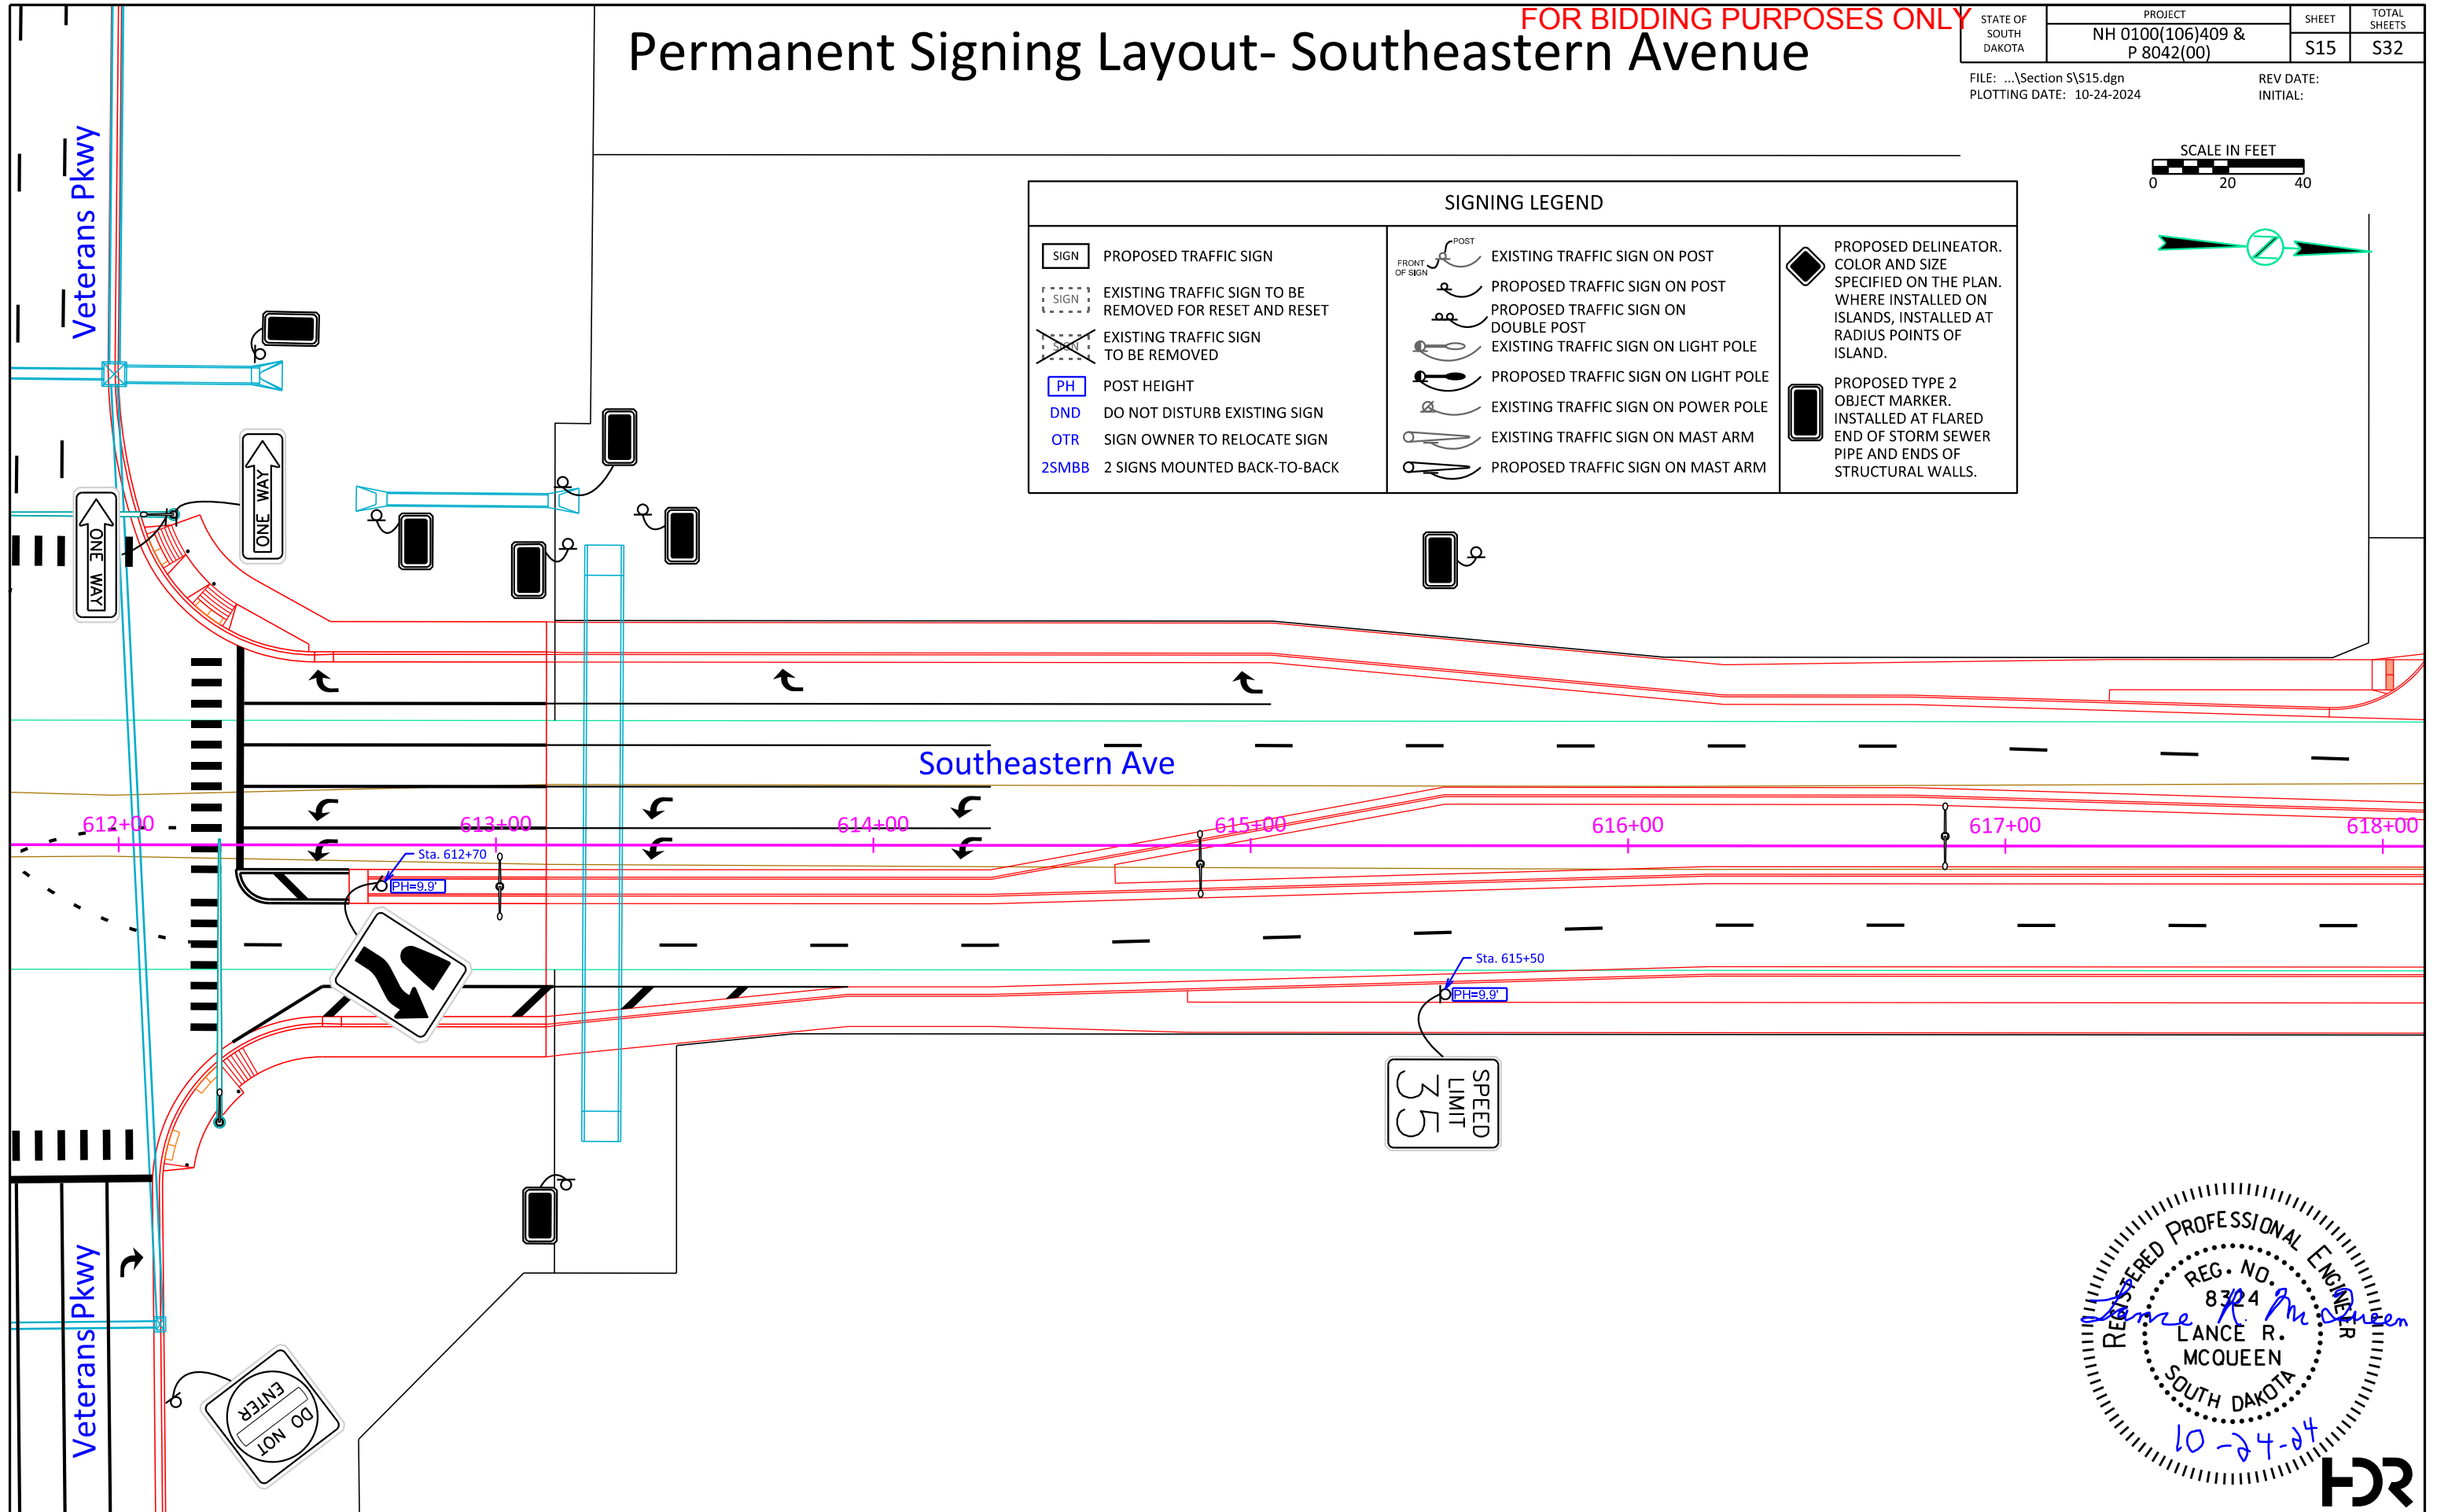 FOR BIDDING PURPOSES ONLY
Permanent Signing Layout- Southeastern Avenue
STATE OF
SOUTH
DAKOTA
PROJECT
NH 0100(106)409 &
P 8042(00)
SHEET
S15
TOTAL
SHEETS
S32
FILE: ...\Section S\S15.dgn
PLOTTING DATE: 10-24-2024
REV DATE:
INITIAL:
SCALE IN FEET
0 20 40
N
SIGNING LEGEND
SIGN PROPOSED TRAFFIC SIGN
SIGN EXISTING TRAFFIC SIGN TO BE
REMOVED FOR RESET AND RESET
SIGN EXISTING TRAFFIC SIGN
TO BE REMOVED
PH POST HEIGHT
DND DO NOT DISTURB EXISTING SIGN
OTR SIGN OWNER TO RELOCATE SIGN
2SMBB 2 SIGNS MOUNTED BACK-TO-BACK
POST
FRONT
OF SIGN
EXISTING TRAFFIC SIGN ON POST
PROPOSED TRAFFIC SIGN ON POST
PROPOSED TRAFFIC SIGN ON
DOUBLE POST
EXISTING TRAFFIC SIGN ON LIGHT POLE
PROPOSED TRAFFIC SIGN ON LIGHT POLE
EXISTING TRAFFIC SIGN ON POWER POLE
EXISTING TRAFFIC SIGN ON MAST ARM
PROPOSED TRAFFIC SIGN ON MAST ARM
PROPOSED DELINEATOR.
COLOR AND SIZE
SPECIFIED ON THE PLAN.
WHERE INSTALLED ON
ISLANDS, INSTALLED AT
RADIUS POINTS OF
ISLAND.
PROPOSED TYPE 2
OBJECT MARKER.
INSTALLED AT FLARED
END OF STORM SEWER
PIPE AND ENDS OF
STRUCTURAL WALLS.
Veterans Pkwy
ONE WAY
ONE WAY
Southeastern Ave
612+00
613+00
614+00
615+00
616+00
617+00
618+00
Sta. 612+70
PH=9.9'
Sta. 615+50
PH=9.9'
SPEED
LIMIT
35
Veterans Pkwy
DO NOT
ENTER
REGISTERED PROFESSIONAL ENGINEER
REG. NO.
8324
Lance R. McQueen
LANCE R.
MCQUEEN
SOUTH DAKOTA
10-24-24
HDR